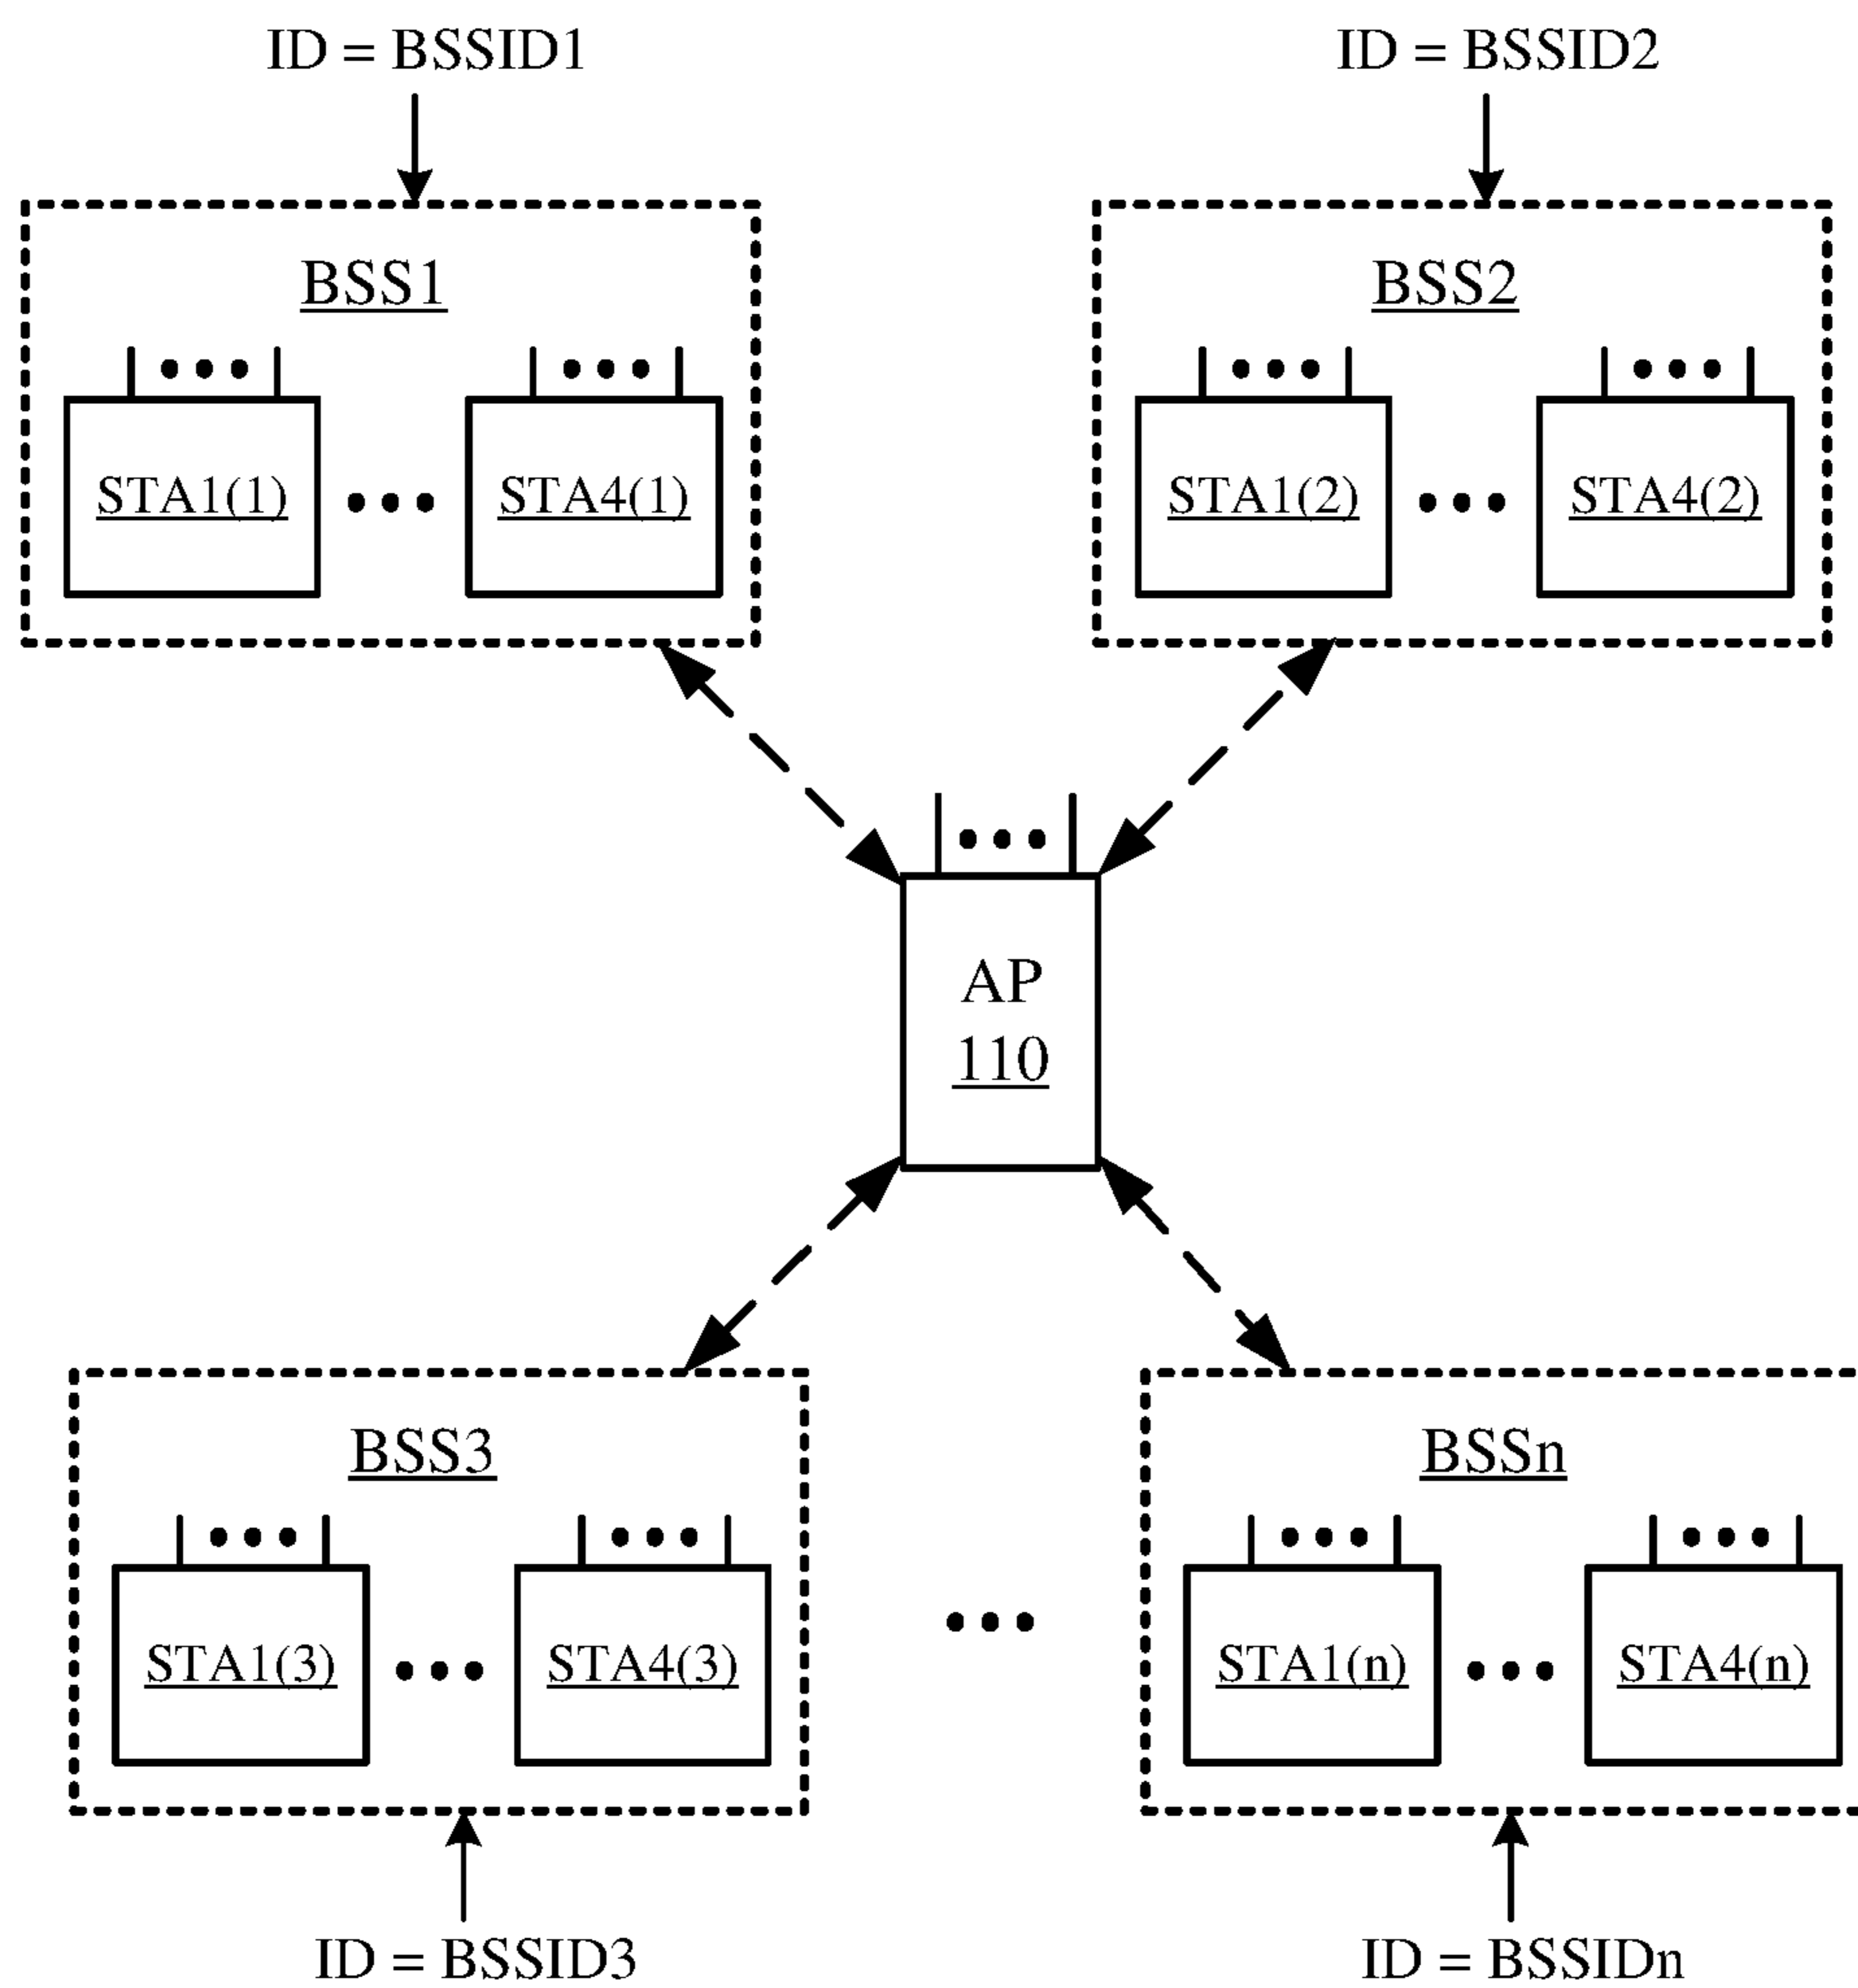 ID = BSSID1
ID = BSSID2
BSS1
BSS2
STA1(1) ••• STA4(1)
STA1(2) ••• STA4(2)
AP
110
BSS3
BSSn
STA1(3) ••• STA4(3)
STA1(n) ••• STA4(n)
ID = BSSID3
ID = BSSIDn